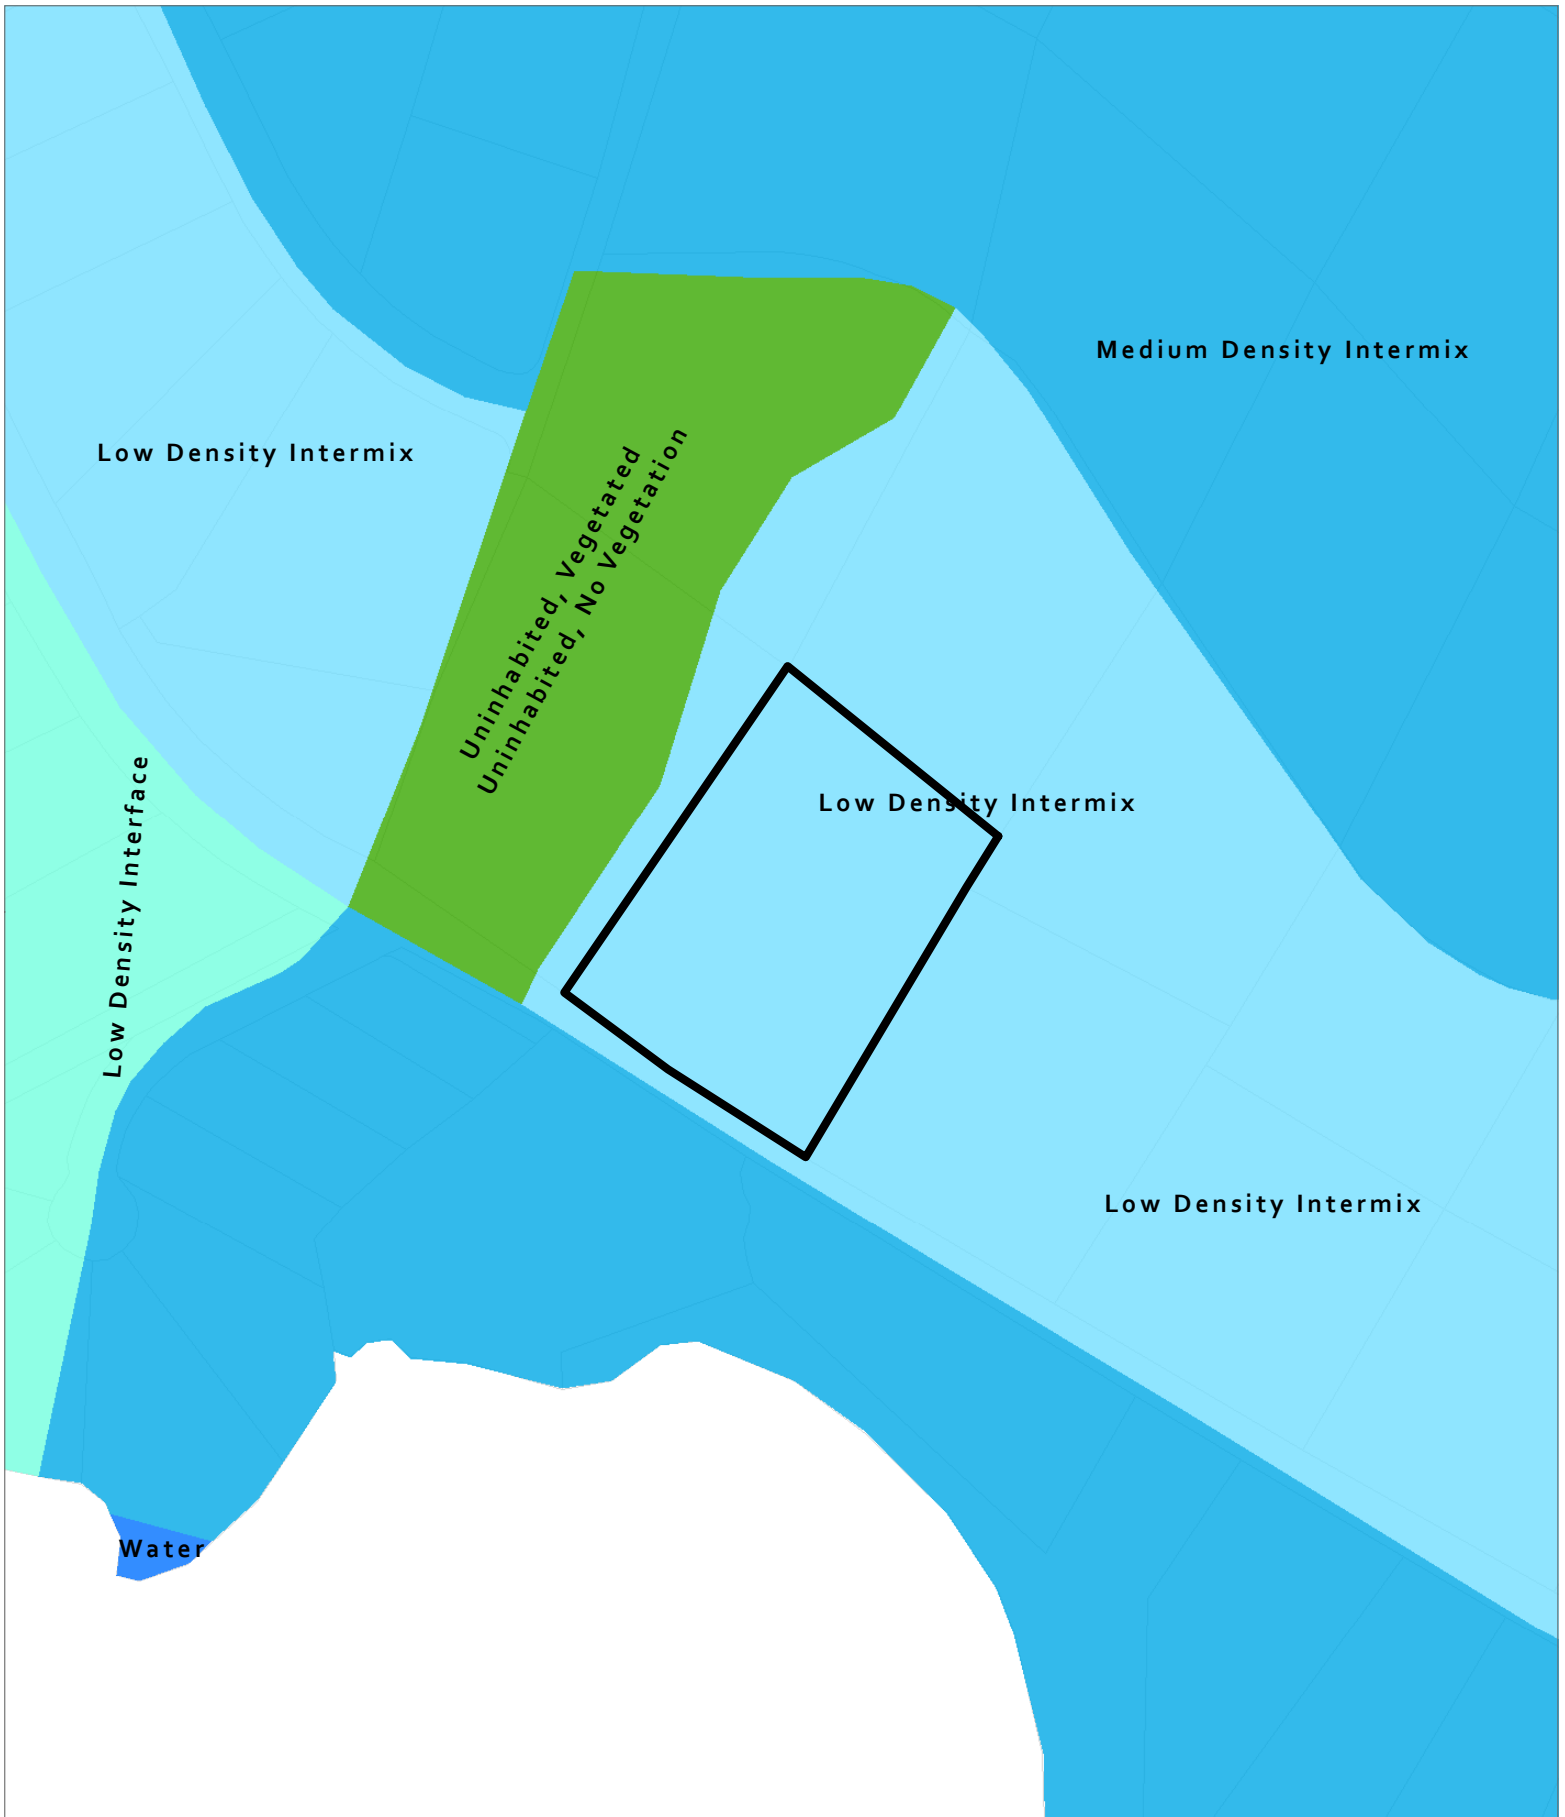 Medium Density Intermix
Low Density Intermix
Uninhabited, Vegetated
Uninhabited, No Vegetation
Low Density Interface
Low Density Intermix
Low Density Intermix
Water